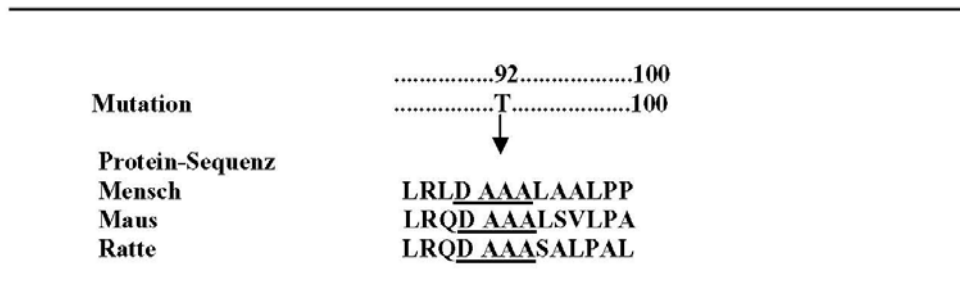 ................92..................100
Mutation ................T...................100
Protein-Sequenz
Mensch LRLD AAALAALPP
Maus LRQD AAALSVLPA
Ratte LRQD AAASALPAL